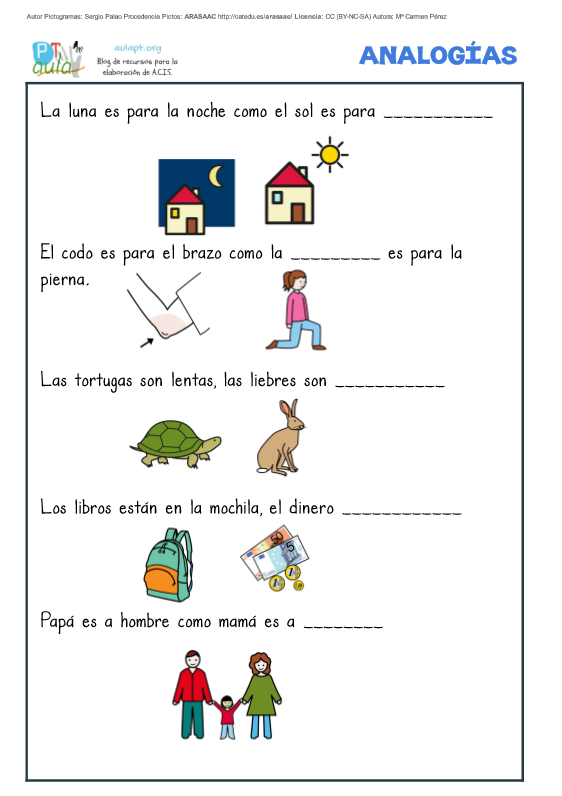 Autor Pictogramas: Sergio Palao Procedencia Pictos: ARASAAC http://catedu.es/arasaac/ Licencia: CC (BY-NC-SA) Autora: Mª Carmen Pérez
PT
aula
aulapt.org
Blog de recursos para la
elaboración de A.C.I.S.
ANALOGÍAS
La luna es para la noche como el sol es para ___________
El codo es para el brazo como la _________ es para la
pierna.
Las tortugas son lentas, las liebres son ___________
Los libros están en la mochila, el dinero ____________
5
Papá es a hombre como mamá es a ________